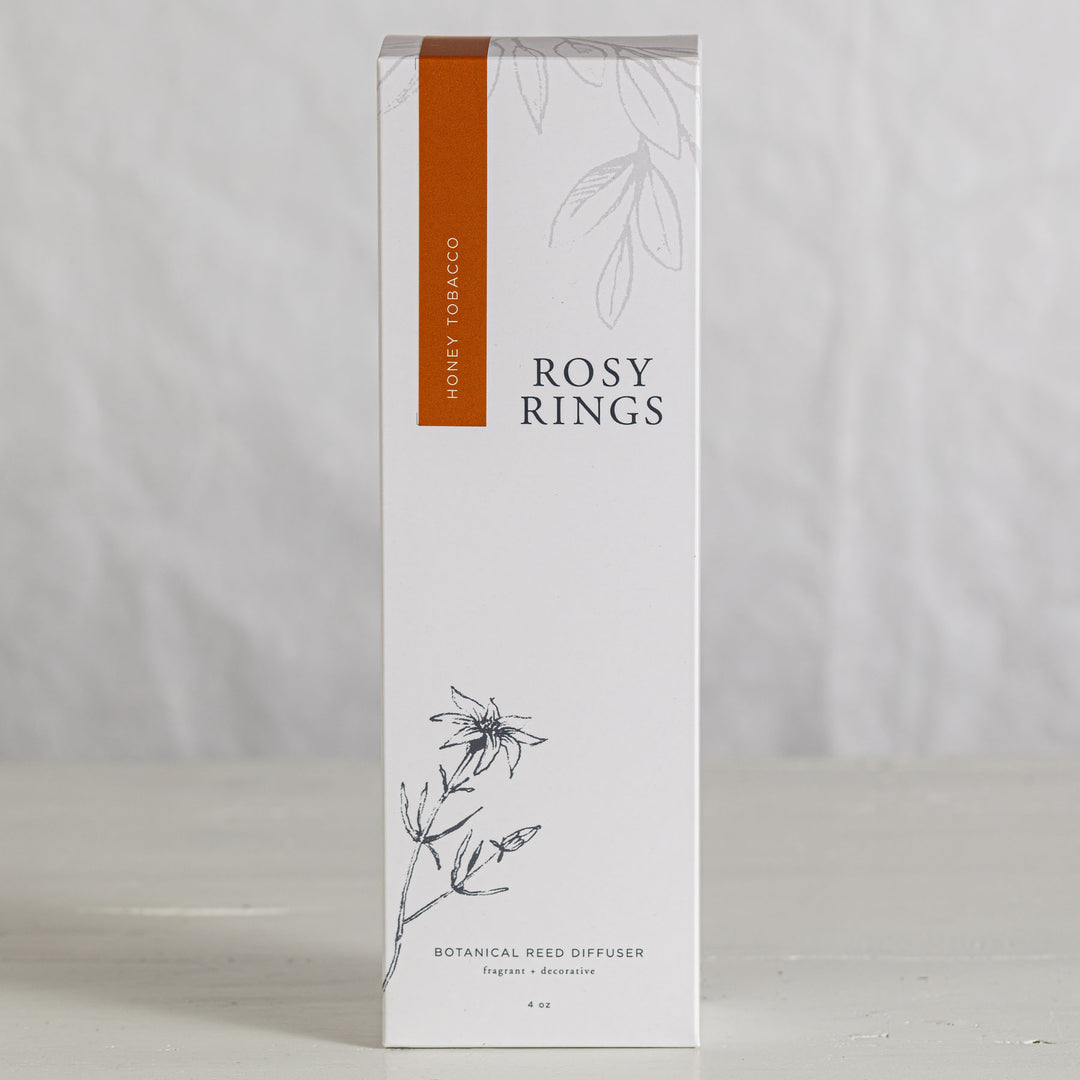 HONEY TOBACCO
ROSY
RINGS
BOTANICAL REED DIFFUSER
fragrant + decorative
4 oz